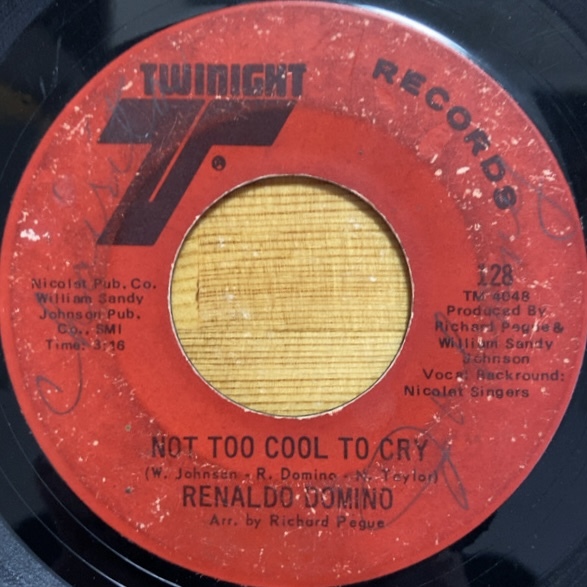 TWINIGHT RECORDS
T
®
Nicolet Pub. Co.
William Sandy
Johnson Pub.
Co., BMI
Time: 3:16
128
TM 4048
Produced By
Richard Pegue &
William Sandy
Johnson
Vocal Backround:
Nicolet Singers
NOT TOO COOL TO CRY
(W. Johnson - R. Domino - N. Taylor)
RENALDO DOMINO
Arr. by Richard Pegue